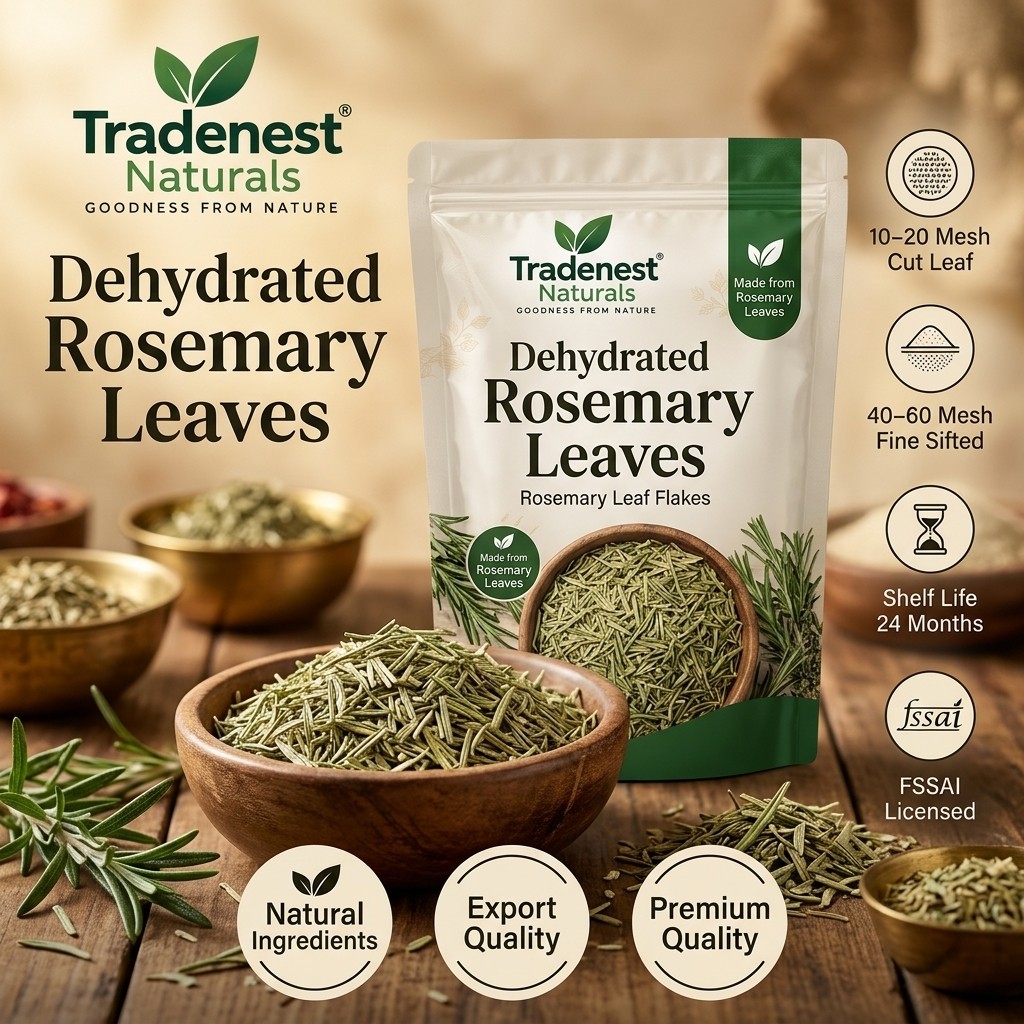 Tradenest®
Naturals
GOODNESS FROM NATURE
Dehydrated
Rosemary
Leaves
Tradenest®
Naturals
GOODNESS FROM NATURE
Made from
Rosemary
Leaves
Dehydrated
Rosemary
Leaves
Rosemary Leaf Flakes
Made from
Rosemary
Leaves
10–20 Mesh
Cut Leaf
40–60 Mesh
Fine Sifted
Shelf Life
24 Months
fssai
FSSAI
Licensed
Natural
Ingredients
Export
Quality
Premium
Quality